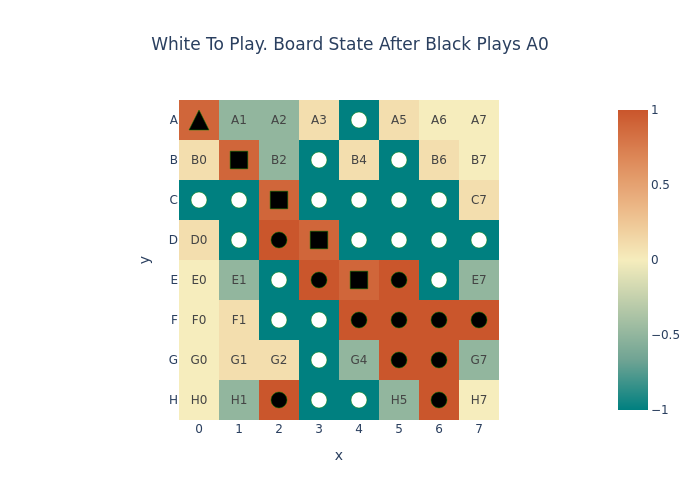 White To Play. Board State After Black Plays A0
A A1 A2 A3 A5 A6 A7
B B0 B2 B4 B6 B7
C C7
D D0
E E0 E1 E7
F F0 F1
G G0 G1 G2 G4 G7
H H0 H1 H5 H7
0 1 2 3 4 5 6 7
x
y
1
0.5
0
−0.5
−1